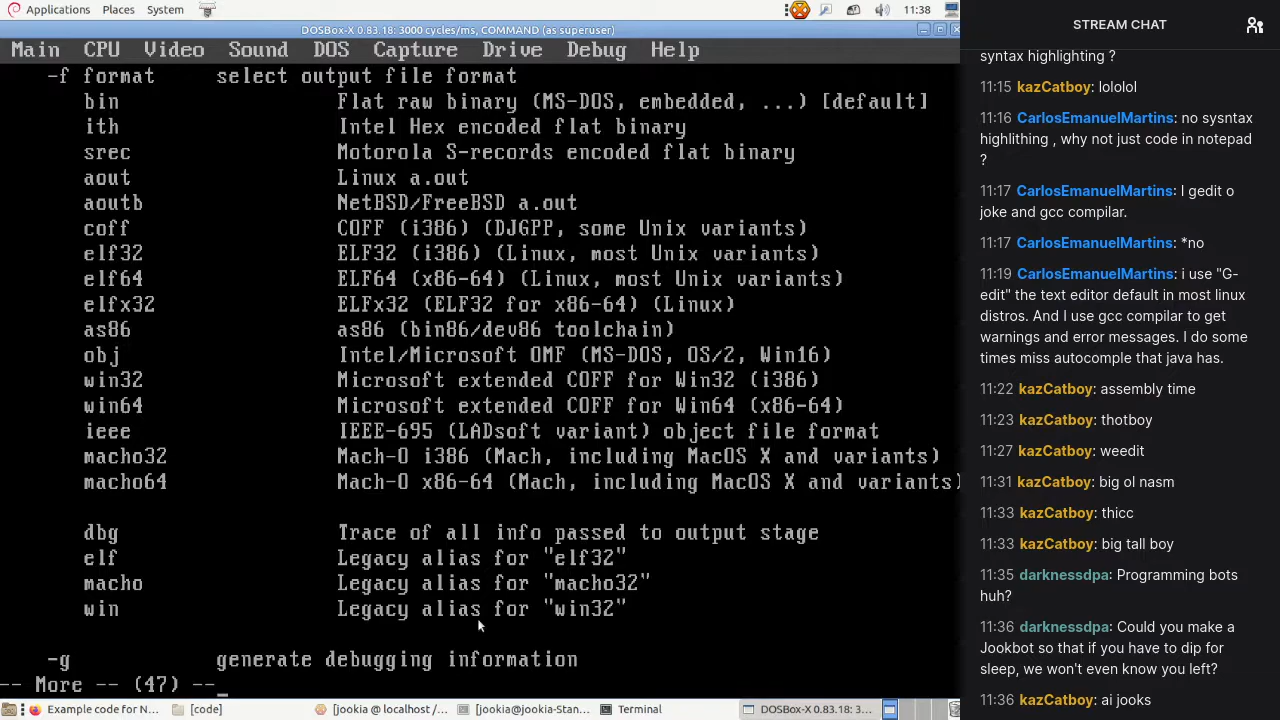 Applications Places System 11:38
DOSBox-X 0.83.18: 3000 cycles/ms, COMMAND (as superuser)
Main CPU Video Sound DOS Capture Drive Debug Help
-f format select output file format
bin Flat raw binary (MS-DOS, embedded, ...) [default]
ith Intel Hex encoded flat binary
srec Motorola S-records encoded flat binary
aout Linux a.out
aoutb NetBSD/FreeBSD a.out
coff COFF (i386) (DJGPP, some Unix variants)
elf32 ELF32 (i386) (Linux, most Unix variants)
elf64 ELF64 (x86-64) (Linux, most Unix variants)
elfx32 ELFx32 (ELF32 for x86-64) (Linux)
as86 as86 (bin86/dev86 toolchain)
obj Intel/Microsoft OMF (MS-DOS, OS/2, Win16)
win32 Microsoft extended COFF for Win32 (i386)
win64 Microsoft extended COFF for Win64 (x86-64)
ieee IEEE-695 (LADsoft variant) object file format
macho32 Mach-O i386 (Mach, including MacOS X and variants)
macho64 Mach-O x86-64 (Mach, including MacOS X and variants)
dbg Trace of all info passed to output stage
elf Legacy alias for "elf32"
macho Legacy alias for "macho32"
win Legacy alias for "win32"
-g generate debugging information
-- More -- (47) --_
Example code for N... [code] [jookia @ localhost /... [jookia@jookia-Stan... Terminal DOSBox-X 0.83.18: 3...
STREAM CHAT
syntax highlighting ?
11:15 kazCatboy: lololol
11:16 CarlosEmanuelMartins: no sysntax
highlithing , why not just code in notepad
?
11:17 CarlosEmanuelMartins: I gedit o
joke and gcc compilar.
11:17 CarlosEmanuelMartins: *no
11:19 CarlosEmanuelMartins: i use "G-
edit" the text editor default in most linux
distros. And I use gcc compilar to get
warnings and error messages. I do some
times miss autocomple that java has.
11:22 kazCatboy: assembly time
11:23 kazCatboy: thotboy
11:27 kazCatboy: weedit
11:31 kazCatboy: big ol nasm
11:33 kazCatboy: thicc
11:33 kazCatboy: big tall boy
11:35 darknessdpa: Programming bots
huh?
11:36 darknessdpa: Could you make a
Jookbot so that if you have to dip for
sleep, we won't even know you left?
11:36 kazCatboy: ai jooks